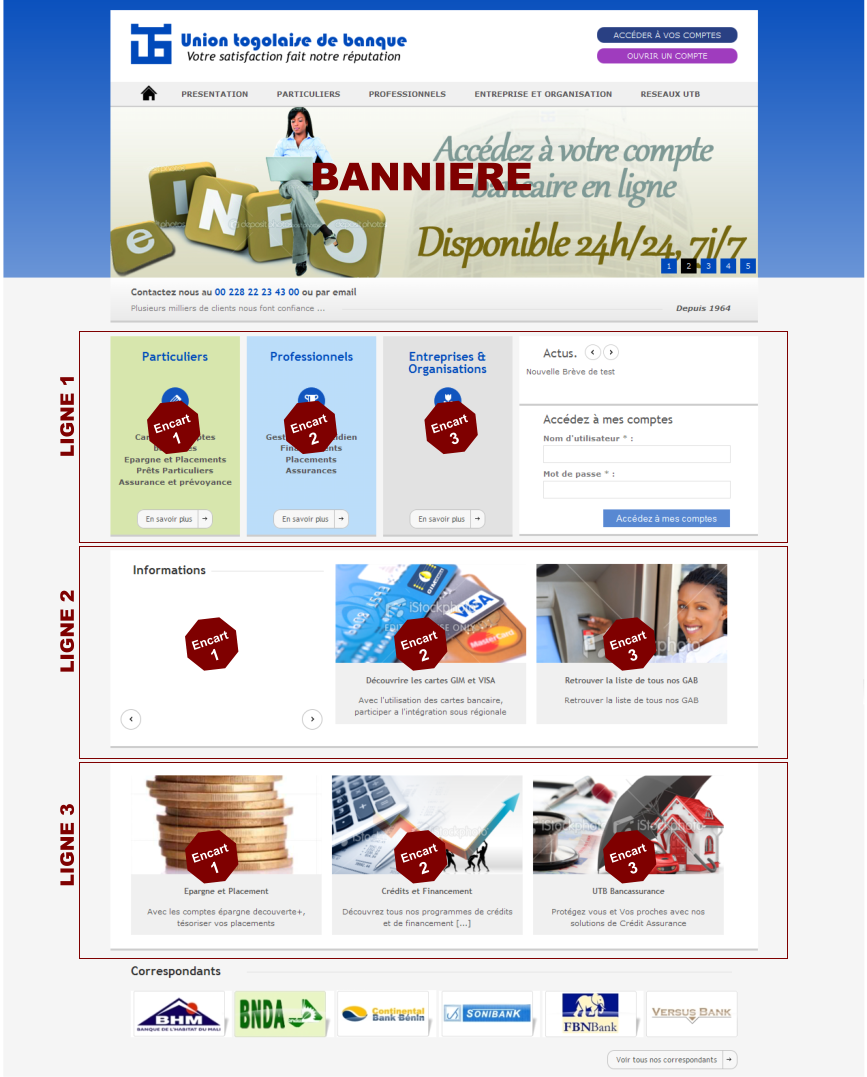 Union togolaise de banque
Votre satisfaction fait notre réputation
ACCÉDER À VOS COMPTES
OUVRIR UN COMPTE
PRESENTATION PARTICULIERS PROFESSIONNELS ENTREPRISE ET ORGANISATION RESEAUX UTB
e INFO
Accédez à votre compte
bancaire en ligne
BANNIERE
Disponible 24h/24, 7j/7
1 2 3 4 5
Contactez nous au 00 228 22 23 43 00 ou par email
Plusieurs milliers de clients nous font confiance ...
Depuis 1964
LIGNE 1
Particuliers
Encart
1
Epargne et Placements
Prêts Particuliers
Assurance et prévoyance
En savoir plus
Professionnels
Encart
2
Placements
Assurances
En savoir plus
Entreprises &
Organisations
Encart
3
En savoir plus
Actus.
Nouvelle Brève de test
Accédez à mes comptes
Nom d'utilisateur * :
Mot de passe * :
Accédez à mes comptes
LIGNE 2
Informations
Encart
1
VISA
MasterCard
iStockpho
Encart
2
Découvrire les cartes GIM et VISA
Avec l'utilisation des cartes bancaire,
participer a l'intégration sous régionale
Encart
3
Retrouver la liste de tous nos GAB
Retrouver la liste de tous nos GAB
LIGNE 3
Encart
1
Epargne et Placement
Avec les comptes épargne decouverte+,
tésoriser vos placements
Encart
2
Crédits et Financement
Découvrez tous nos programmes de crédits
et de financement [...]
Encart
3
UTB Bancassurance
Protégez vous et Vos proches avec nos
solutions de Crédit Assurance
Correspondants
BHM
BANQUE DE L'HABITAT DU MALI
BNDA
Continental
Bank Bénin
SONIBANK
FBNBank
VERSUS BANK
Voir tous nos correspondants